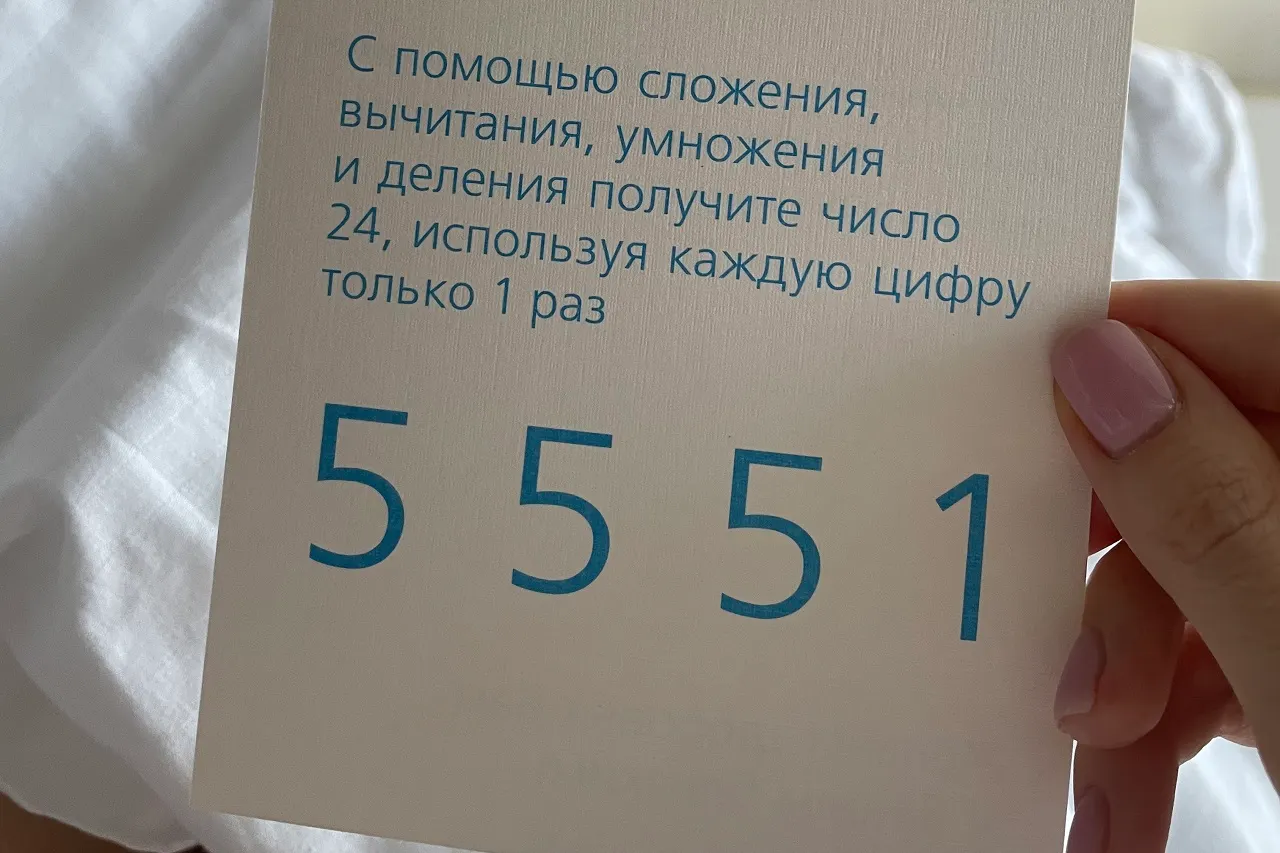 С помощью сложения,
вычитания, умножения
и деления получите число
24, используя каждую цифру
только 1 раз
5 5 5 1